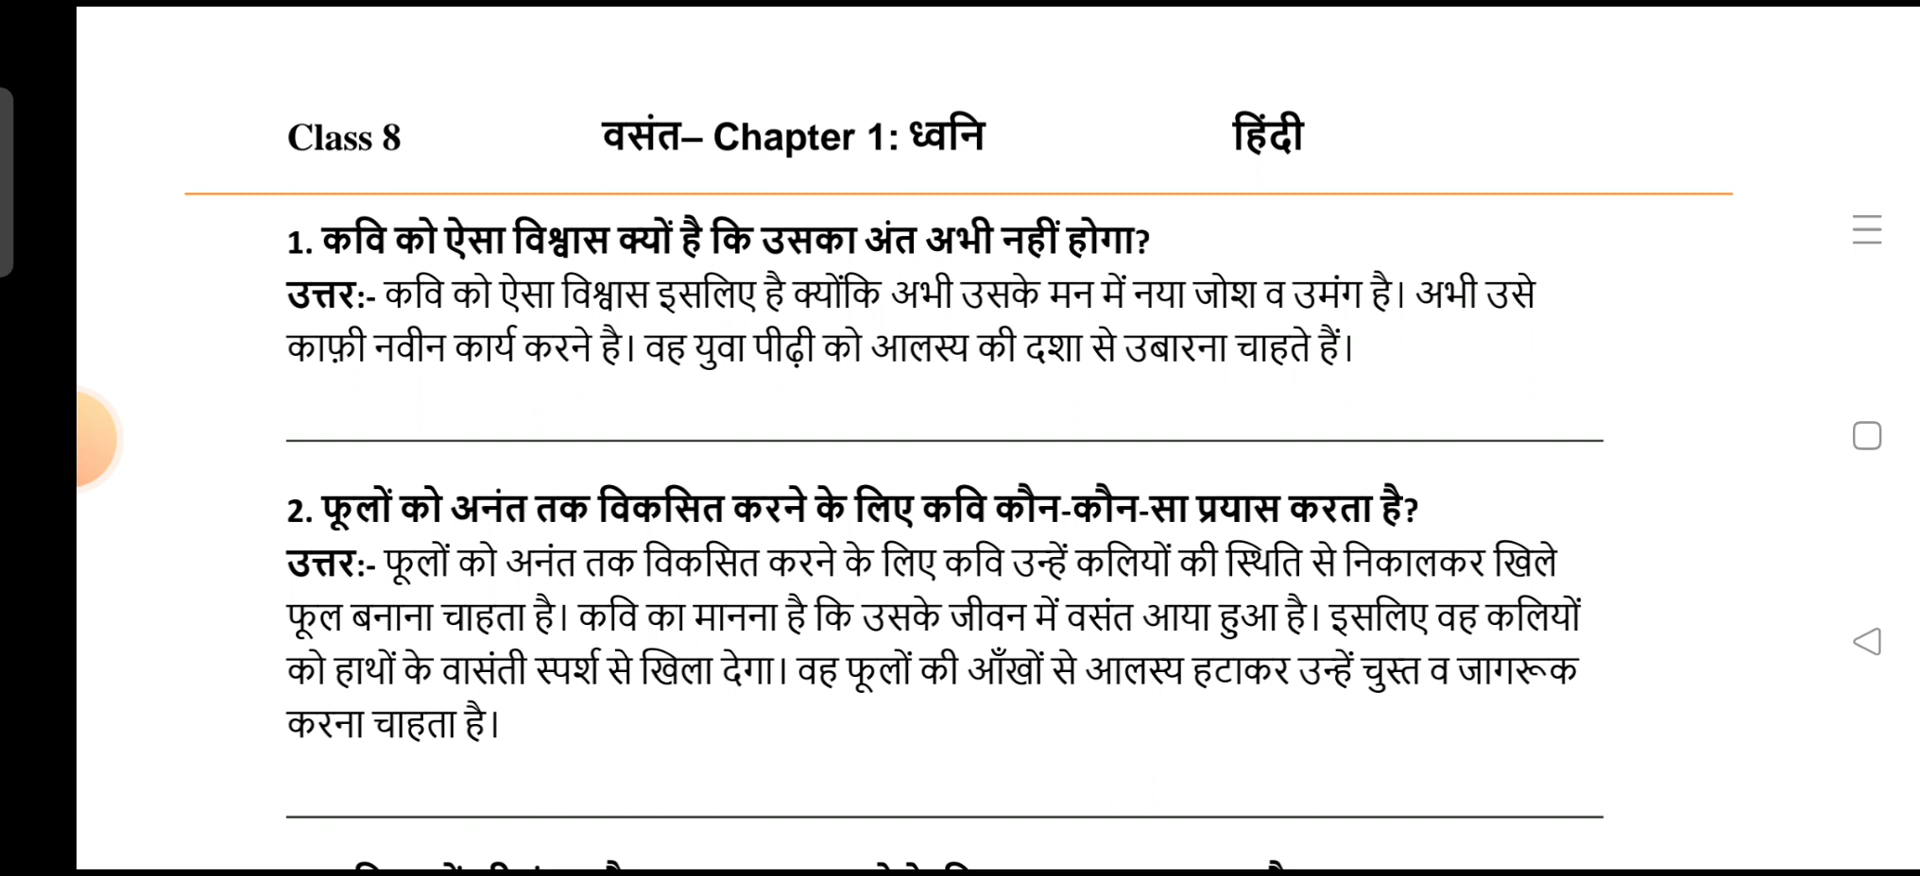 Class 8 वसंत– Chapter 1: ध्वनि हिंदी
1. कवि को ऐसा विश्वास क्यों है कि उसका अंत अभी नहीं होगा?
उत्तर:- कवि को ऐसा विश्वास इसलिए है क्योंकि अभी उसके मन में नया जोश व उमंग है। अभी उसे
काफ़ी नवीन कार्य करने है। वह युवा पीढ़ी को आलस्य की दशा से उबारना चाहते हैं।
2. फूलों को अनंत तक विकसित करने के लिए कवि कौन-कौन-सा प्रयास करता है?
उत्तर:- फूलों को अनंत तक विकसित करने के लिए कवि उन्हें कलियों की स्थिति से निकालकर खिले
फूल बनाना चाहता है। कवि का मानना है कि उसके जीवन में वसंत आया हुआ है। इसलिए वह कलियों
को हाथों के वासंती स्पर्श से खिला देगा। वह फूलों की आँखों से आलस्य हटाकर उन्हें चुस्त व जागरूक
करना चाहता है।